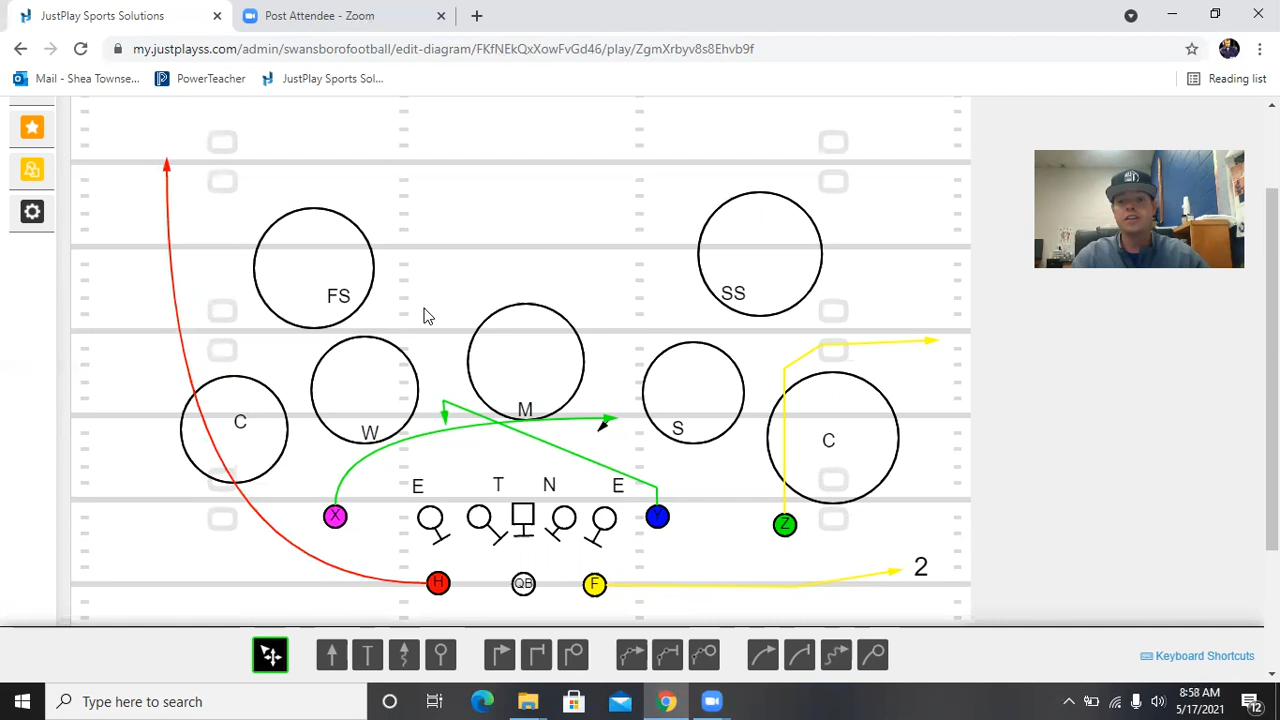 JustPlay Sports Solutions
Post Attendee - Zoom
my.justplayss.com/admin/swansborofootball/edit-diagram/FKfNEkQxXowFvGd46/play/ZgmXrbyv8s8Ehvb9f
Mail - Shea Townse...
PowerTeacher
JustPlay Sports Sol...
Reading list
FS
SS
C
W
M
S
C
E
T
N
E
X
Y
Z
H
QB
F
2
Keyboard Shortcuts
Type here to search
8:58 AM
5/17/2021
12